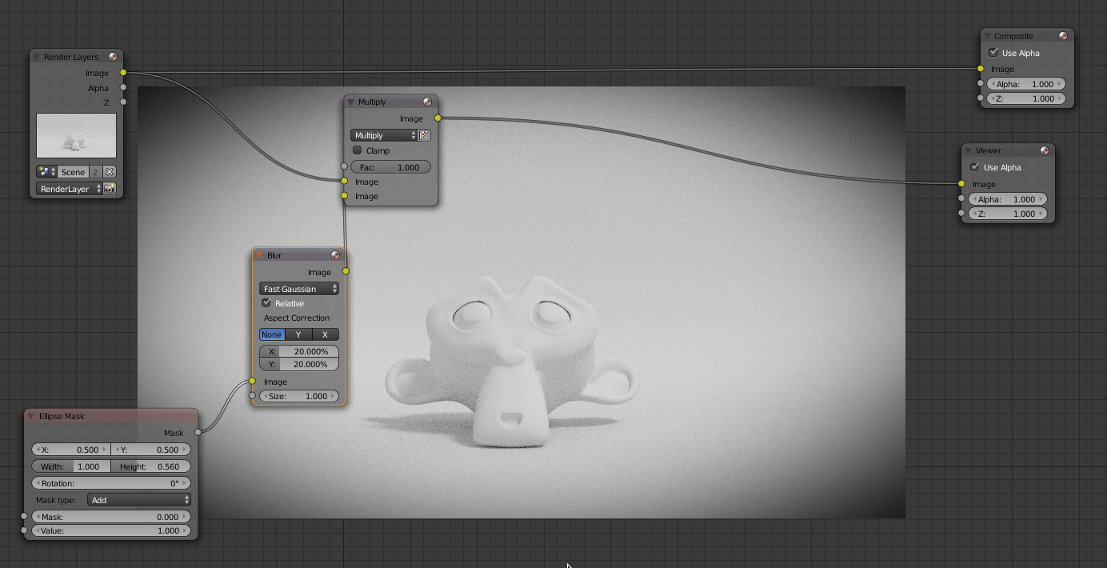 Render Layers
Image
Alpha
Z
Scene 2
RenderLayer
Multiply
Image
Multiply
Clamp
Fac: 1.000
Image
Image
Blur
Image
Fast Gaussian
Relative
Aspect Correction
None Y X
X: 20.000%
Y: 20.000%
Image
Size: 1.000
Ellipse Mask
Mask
X: 0.500 Y: 0.500
Width: 1.000 Height: 0.560
Rotation: 0°
Mask type: Add
Mask: 0.000
Value: 1.000
Composite
Use Alpha
Image
Alpha: 1.000
Z: 1.000
Viewer
Use Alpha
Image
Alpha: 1.000
Z: 1.000